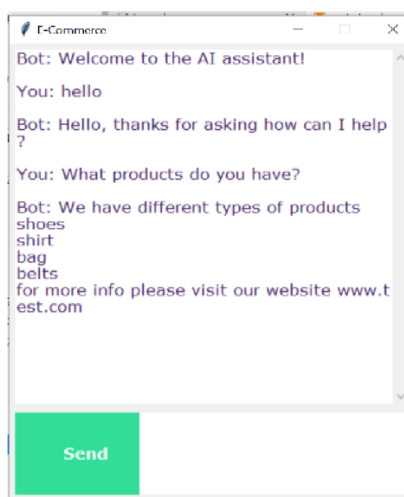 E-Commerce
Bot: Welcome to the AI assistant!
You: hello
Bot: Hello, thanks for asking how can I help
?
You: What products do you have?
Bot: We have different types of products
shoes
shirt
bag
belts
for more info please visit our website www.t
est.com
Send